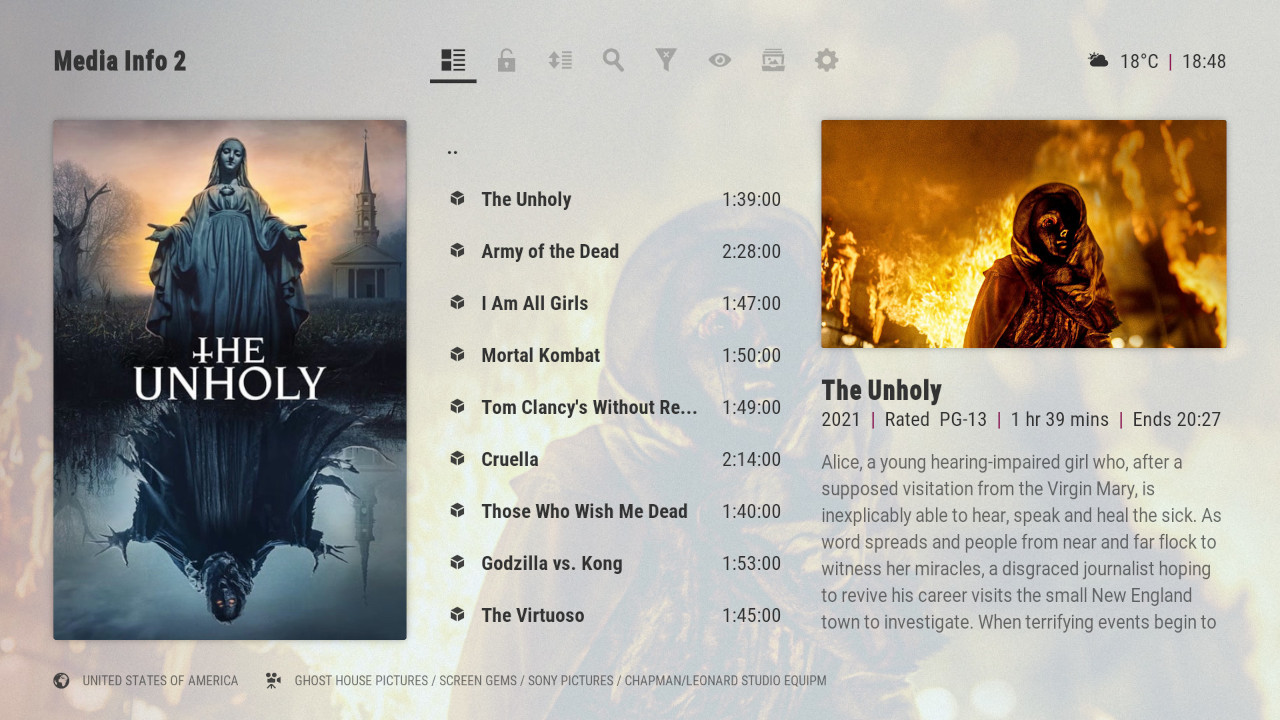 Media Info 2
18°C | 18:48
THE
UNHOLY
..
The Unholy 1:39:00
Army of the Dead 2:28:00
I Am All Girls 1:47:00
Mortal Kombat 1:50:00
Tom Clancy's Without Re... 1:49:00
Cruella 2:14:00
Those Who Wish Me Dead 1:40:00
Godzilla vs. Kong 1:53:00
The Virtuoso 1:45:00
The Unholy
2021 | Rated PG-13 | 1 hr 39 mins | Ends 20:27
Alice, a young hearing-impaired girl who, after a
supposed visitation from the Virgin Mary, is
inexplicably able to hear, speak and heal the sick. As
word spreads and people from near and far flock to
witness her miracles, a disgraced journalist hoping
to revive his career visits the small New England
town to investigate. When terrifying events begin to
UNITED STATES OF AMERICA
GHOST HOUSE PICTURES / SCREEN GEMS / SONY PICTURES / CHAPMAN/LEONARD STUDIO EQUIPM